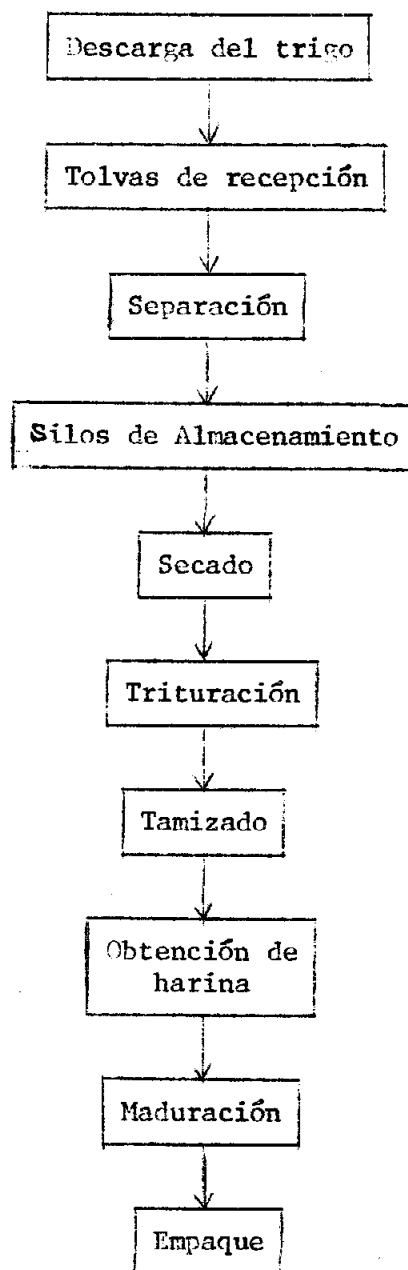 Descarga del trigo
Tolvas de recepción
Separación
Silos de Almacenamiento
Secado
Trituración
Tamizado
Obtención de
harina
Maduración
Empaque